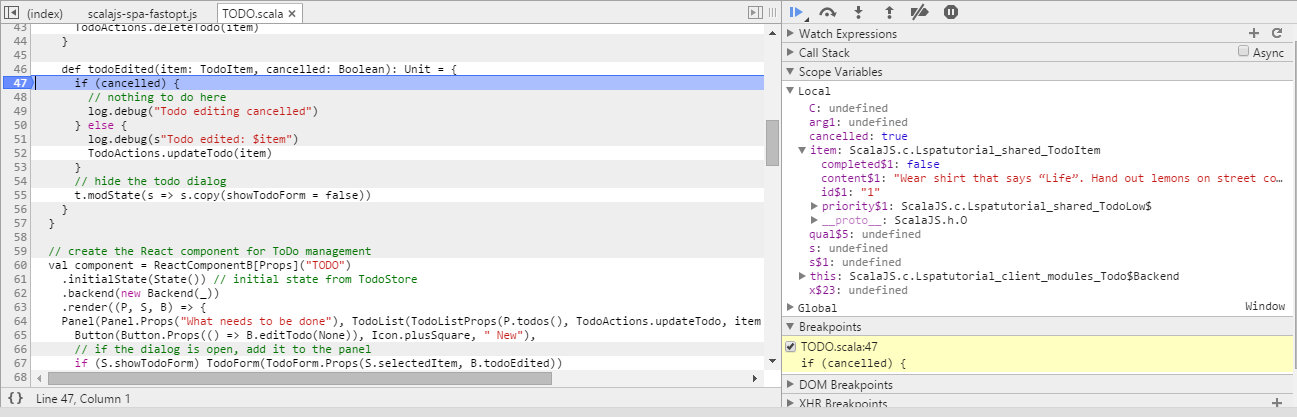 (index)
scalajs-spa-fastopt.js
TODO.scala ×
43 TodoActions.deleteTodo(item)
44 }
45
46 def todoEdited(item: TodoItem, cancelled: Boolean): Unit = {
47 if (cancelled) {
48 // nothing to do here
49 log.debug("Todo editing cancelled")
50 } else {
51 log.debug(s"Todo edited: $item")
52 TodoActions.updateTodo(item)
53 }
54 // hide the todo dialog
55 t.modState(s => s.copy(showTodoForm = false))
56 }
57 }
58
59 // create the React component for ToDo management
60 val component = ReactComponentB[Props]("TODO")
61 .initialState(State()) // initial state from TodoStore
62 .backend(new Backend(_))
63 .render((P, S, B) => {
64 Panel(Panel.Props("What needs to be done"), TodoList(TodoListProps(P.todos(), TodoActions.updateTodo, item
65 Button(Button.Props(() => B.editTodo(None)), Icon.plusSquare, " New"),
66 // if the dialog is open, add it to the panel
67 if (S.showTodoForm) TodoForm(TodoForm.Props(S.selectedItem, B.todoEdited))
68
{} Line 47, Column 1
Watch Expressions
Call Stack
Async
Scope Variables
Local
C: undefined
arg1: undefined
cancelled: true
item: ScalaJS.c.Lspatutorial_shared_TodoItem
completed$1: false
content$1: "Wear shirt that says “Life”. Hand out lemons on street co…
id$1: "1"
priority$1: ScalaJS.c.Lspatutorial_shared_TodoLow$
__proto__: ScalaJS.h.O
qual$5: undefined
s: undefined
s$1: undefined
this: ScalaJS.c.Lspatutorial_client_modules_Todo$Backend
x$23: undefined
Global
Window
Breakpoints
TODO.scala:47
if (cancelled) {
DOM Breakpoints
XHR Breakpoints